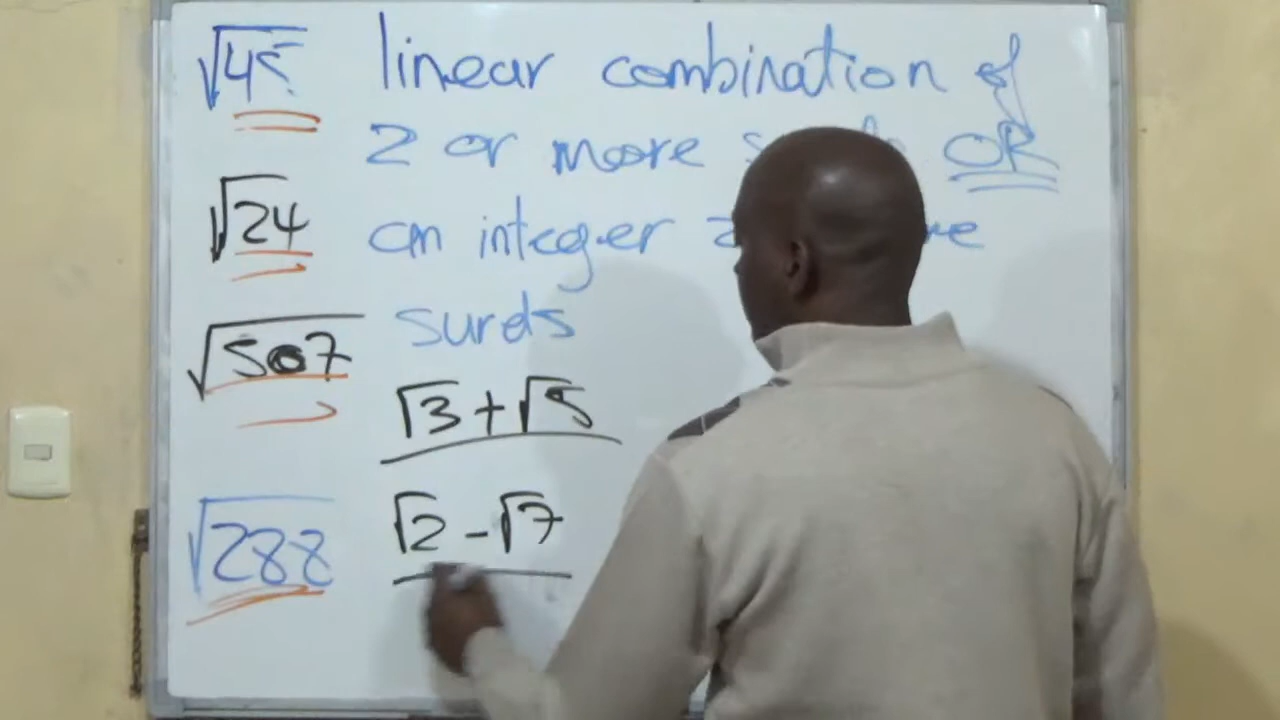 √45
√24
√507
√288
linear combination of
2 or more OR
an integer
surds
√3+√5
√2-√7